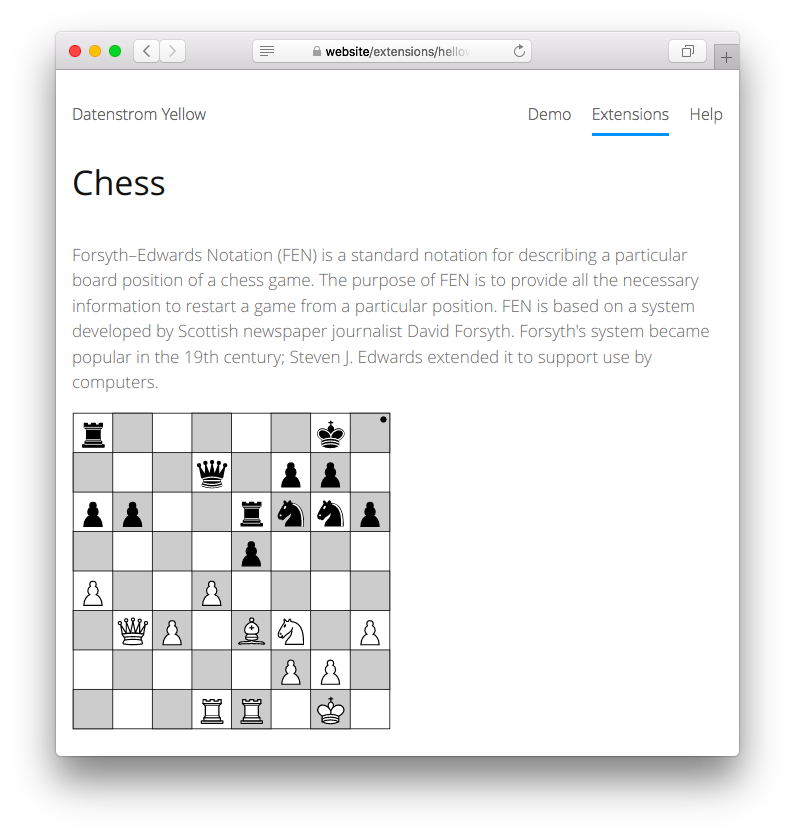 website/extensions/hello
Datenstrom Yellow
Demo
Extensions
Help
Chess
Forsyth–Edwards Notation (FEN) is a standard notation for describing a particular
board position of a chess game. The purpose of FEN is to provide all the necessary
information to restart a game from a particular position. FEN is based on a system
developed by Scottish newspaper journalist David Forsyth. Forsyth's system became
popular in the 19th century; Steven J. Edwards extended it to support use by
computers.